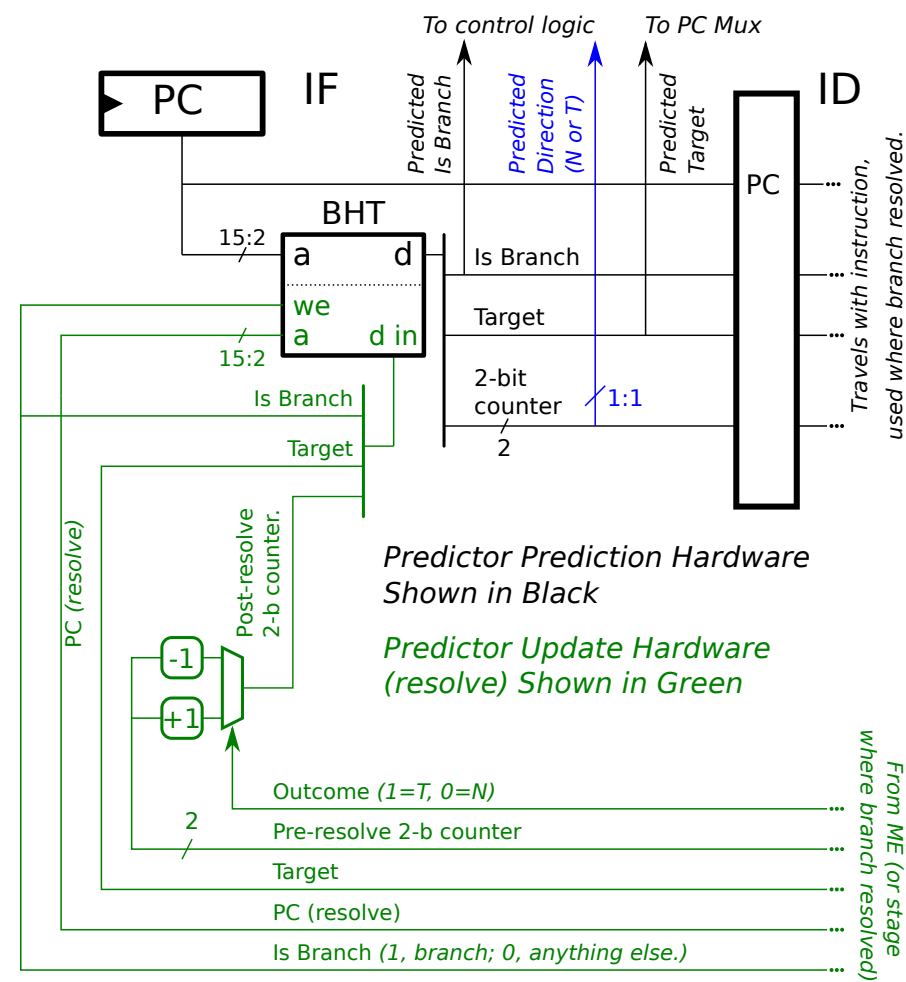 To control logic
To PC Mux
PC
IF
Predicted
Is Branch
Predicted
Direction
(N or T)
Predicted
Target
ID
PC
BHT
15:2
a
d
Is Branch
we
a
d in
15:2
Target
2-bit
counter
1:1
2
Travels with instruction,
used where branch resolved.
Is Branch
Target
PC (resolve)
Post-resolve
2-b counter.
Predictor Prediction Hardware
Shown in Black
Predictor Update Hardware
(resolve) Shown in Green
-1
+1
Outcome (1=T, 0=N)
2
Pre-resolve 2-b counter
Target
PC (resolve)
Is Branch (1, branch; 0, anything else.)
From ME (or stage
where branch resolved)